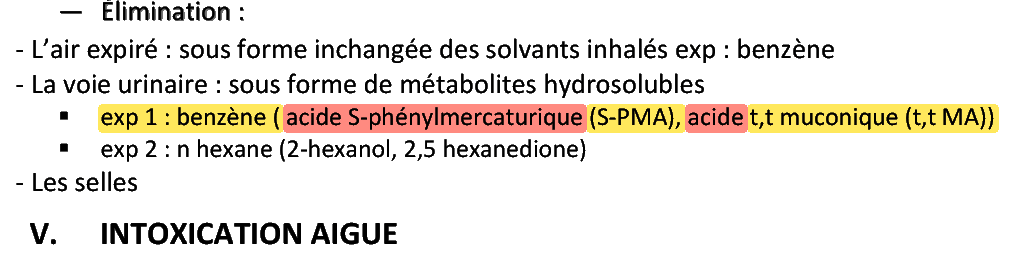 — Élimination :
- L’air expiré : sous forme inchangée des solvants inhalés exp : benzène
- La voie urinaire : sous forme de métabolites hydrosolubles
▪ exp 1 : benzène ( acide S-phénylmercaturique (S-PMA), acide t,t muconique (t,t MA))
▪ exp 2 : n hexane (2-hexanol, 2,5 hexanedione)
- Les selles
V. INTOXICATION AIGUE